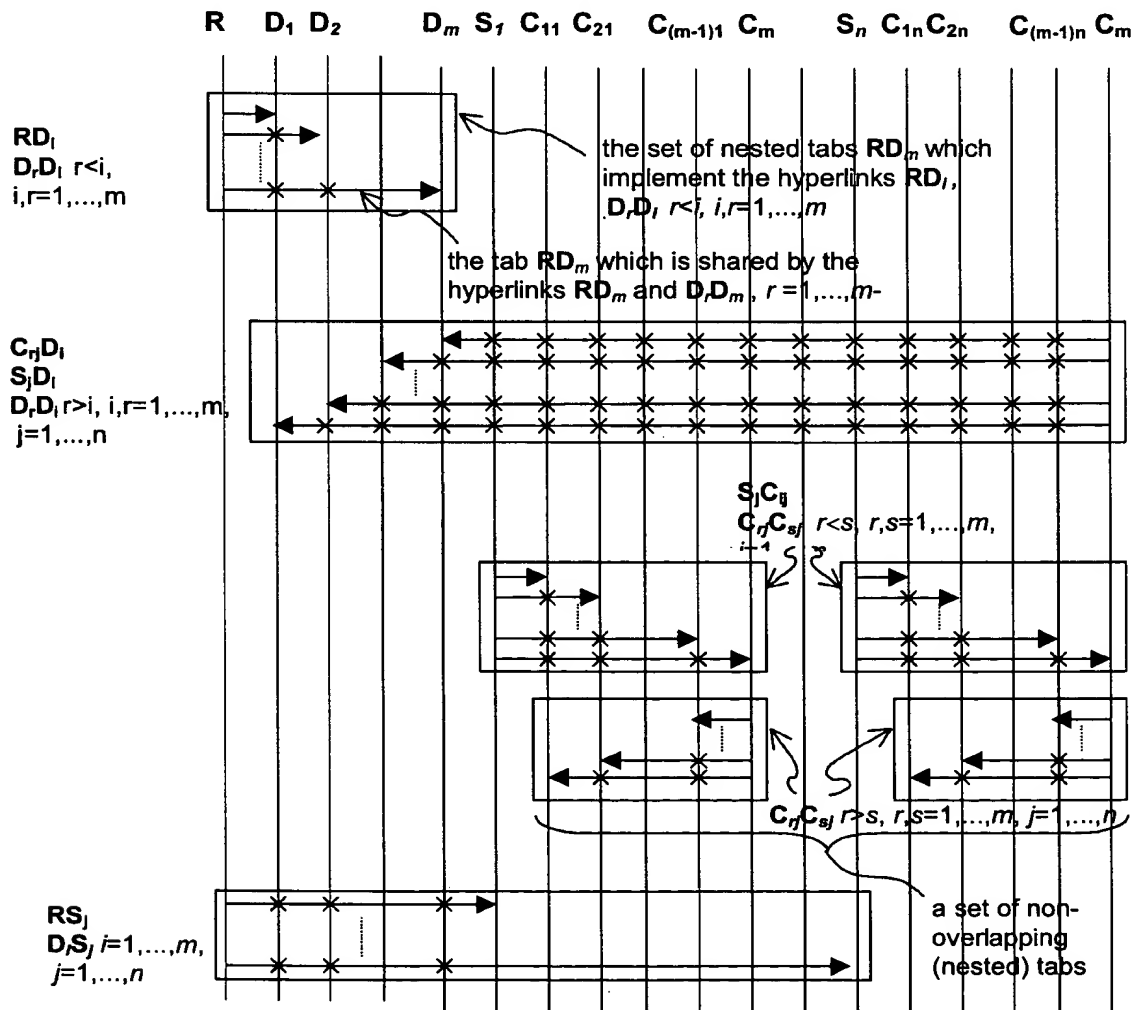 R D₁ D₂ Dₘ S₁ C₁₁ C₂₁ C₍ₘ₋₁₎₁ Cₘ Sₙ C₁ₙ C₂ₙ C₍ₘ₋₁₎ₙ Cₘ
RDᵢ
DᵣDᵢ r<i,
i,r=1,...,m
the set of nested tabs RDₘ which
implement the hyperlinks RDᵢ,
DᵣDᵢ r<i, i,r=1,...,m
the tab RDₘ which is shared by the
hyperlinks RDₘ and DᵣDₘ, r =1,...,m-
CᵣⱼDᵢ
SⱼDᵢ
DᵣDᵢ r>i, i,r=1,...,m,
j=1,...,n
SⱼCᵢⱼ
CᵣⱼCₛⱼ r<s, r,s=1,...,m,
CᵣⱼCₛⱼ r>s, r,s=1,...,m, j=1,...,n
RSⱼ
DᵢSⱼ i=1,...,m,
j=1,...,n
a set of non-
overlapping
(nested) tabs